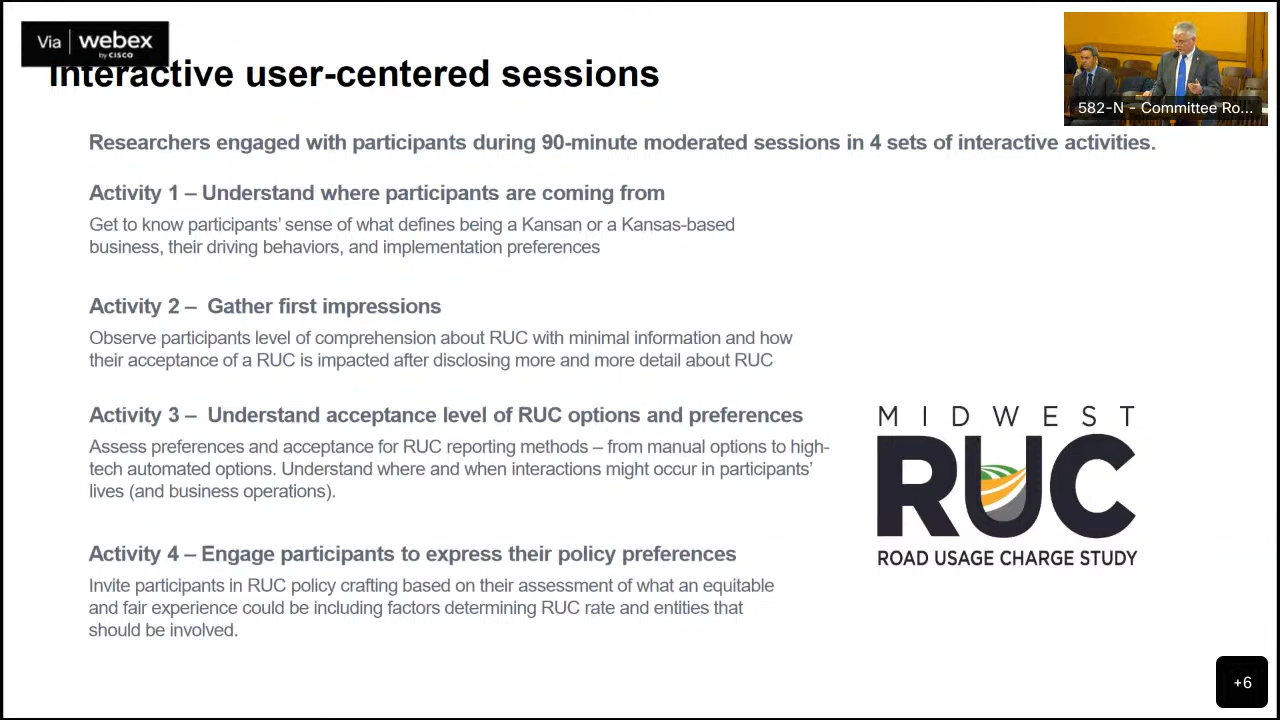 Via webex
by CISCO
Interactive user-centered sessions
582-N - Committee Ro...
Researchers engaged with participants during 90-minute moderated sessions in 4 sets of interactive activities.
Activity 1 – Understand where participants are coming from
Get to know participants’ sense of what defines being a Kansan or a Kansas-based
business, their driving behaviors, and implementation preferences
Activity 2 –  Gather first impressions
Observe participants level of comprehension about RUC with minimal information and how
their acceptance of a RUC is impacted after disclosing more and more detail about RUC
Activity 3 –  Understand acceptance level of RUC options and preferences
Assess preferences and acceptance for RUC reporting methods – from manual options to high-
tech automated options. Understand where and when interactions might occur in participants’
lives (and business operations).
MIDWEST
RUC
ROAD USAGE CHARGE STUDY
Activity 4 – Engage participants to express their policy preferences
Invite participants in RUC policy crafting based on their assessment of what an equitable
and fair experience could be including factors determining RUC rate and entities that
should be involved.
+6